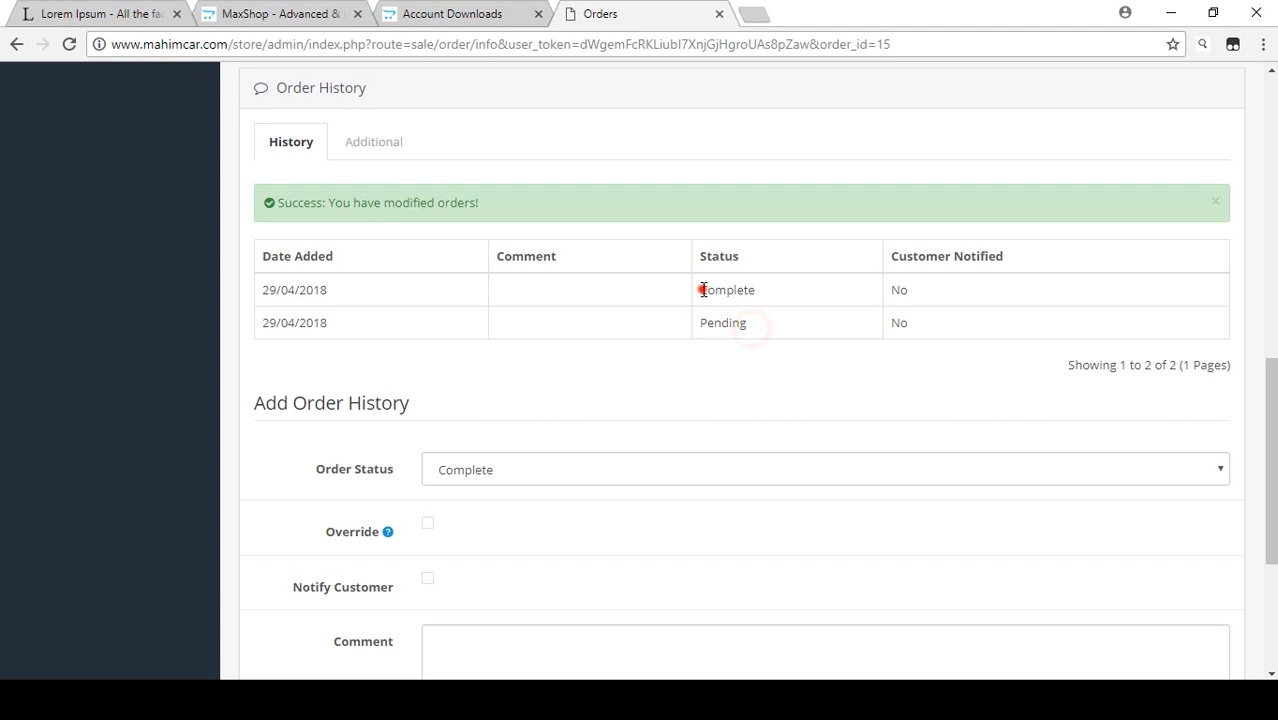 Lorem Ipsum - All the fa
MaxShop - Advanced &
Account Downloads
Orders
www.mahimcar.com/store/admin/index.php?route=sale/order/info&user_token=dWgemFcRKLiubI7XnjGjHgroUAs8pZaw&order_id=15
Order History
History
Additional
Success: You have modified orders!
Date Added
Comment
Status
Customer Notified
29/04/2018
Complete
No
29/04/2018
Pending
No
Showing 1 to 2 of 2 (1 Pages)
Add Order History
Order Status
Complete
Override
Notify Customer
Comment